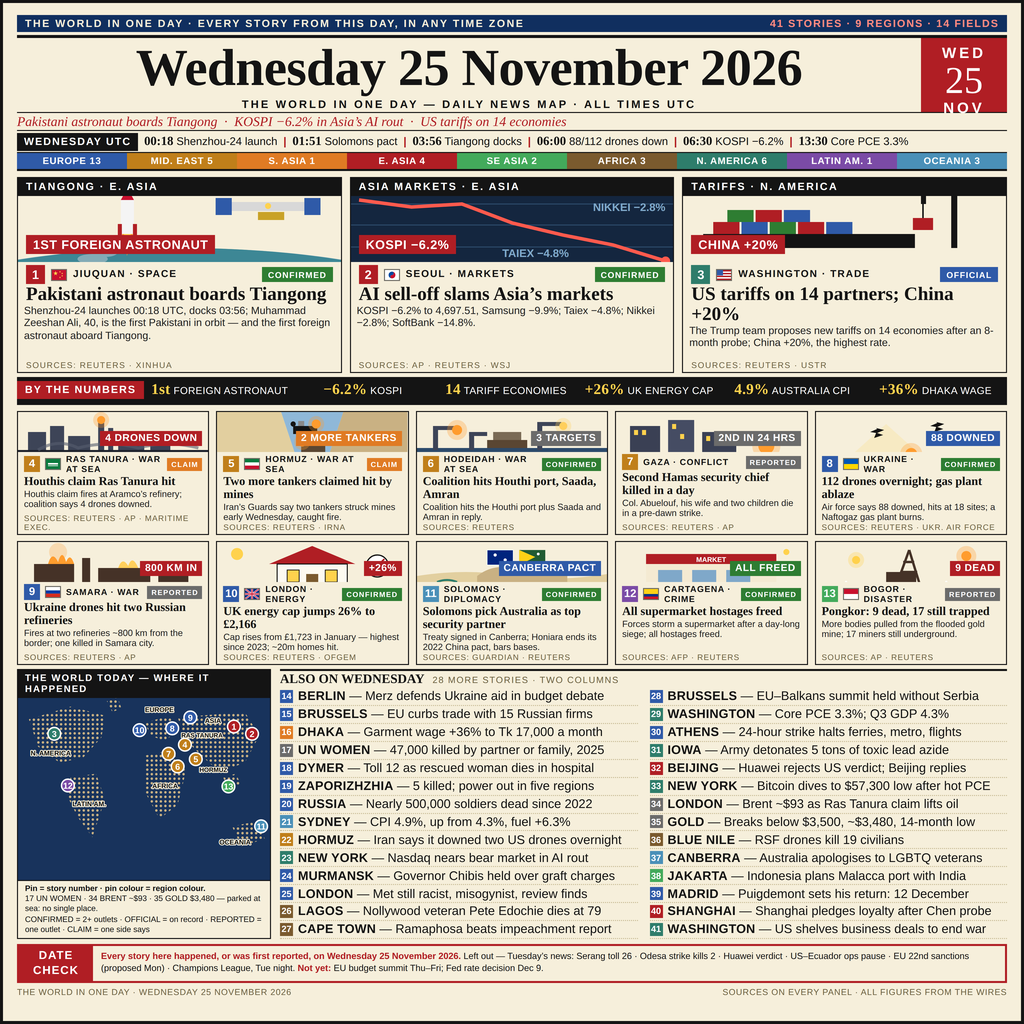 THE WORLD IN ONE DAY · EVERY STORY FROM THIS DAY, IN ANY TIME ZONE
41 STORIES · 9 REGIONS · 14 FIELDS
Wednesday 25 November 2026
THE WORLD IN ONE DAY — DAILY NEWS MAP · ALL TIMES UTC
WED
25
NOV
Pakistani astronaut boards Tiangong · KOSPI −6.2% in Asia's AI rout · US tariffs on 14 economies
WEDNESDAY UTC 00:18 Shenzhou-24 launch | 01:51 Solomons pact | 03:56 Tiangong docks | 06:00 88/112 drones down | 06:30 KOSPI −6.2% | 13:30 Core PCE 3.3%
EUROPE 13 MID. EAST 5 S. ASIA 1 E. ASIA 4 SE ASIA 2 AFRICA 3 N. AMERICA 6 LATIN AM. 1 OCEANIA 3
TIANGONG · E. ASIA
1ST FOREIGN ASTRONAUT
1 JIUQUAN · SPACE CONFIRMED
Pakistani astronaut boards Tiangong
Shenzhou-24 launches 00:18 UTC, docks 03:56; Muhammad
Zeeshan Ali, 40, is the first Pakistani in orbit — and the first foreign
astronaut aboard Tiangong.
SOURCES: REUTERS · XINHUA
ASIA MARKETS · E. ASIA
NIKKEI −2.8%
KOSPI −6.2%
TAIEX −4.8%
2 SEOUL · MARKETS CONFIRMED
AI sell-off slams Asia's markets
KOSPI −6.2% to 4,697.51, Samsung −9.9%; Taiex −4.8%; Nikkei
−2.8%; SoftBank −14.8%.
SOURCES: AP · REUTERS · WSJ
TARIFFS · N. AMERICA
CHINA +20%
3 WASHINGTON · TRADE OFFICIAL
US tariffs on 14 partners; China
+20%
The Trump team proposes new tariffs on 14 economies after an 8-
month probe; China +20%, the highest rate.
SOURCES: REUTERS · USTR
BY THE NUMBERS 1st FOREIGN ASTRONAUT −6.2% KOSPI 14 TARIFF ECONOMIES +26% UK ENERGY CAP 4.9% AUSTRALIA CPI +36% DHAKA WAGE
4 DRONES DOWN
4 RAS TANURA · WAR
AT SEA
CLAIM
Houthis claim Ras Tanura hit
Houthis claim fires at Aramco's refinery;
coalition says 4 drones downed.
SOURCES: REUTERS · AP · MARITIME
EXEC.
2 MORE TANKERS
5 HORMUZ · WAR AT
SEA
CLAIM
Two more tankers claimed hit by
mines
Iran's Guards say two tankers struck mines
early Wednesday, caught fire.
SOURCES: REUTERS · IRNA
3 TARGETS
6 HODEIDAH · WAR
AT SEA
CONFIRMED
Coalition hits Houthi port, Saada,
Amran
Coalition hits the Houthi port plus Saada and
Amran in reply.
SOURCES: REUTERS
2ND IN 24 HRS
7 GAZA · CONFLICT REPORTED
Second Hamas security chief
killed in a day
Col. Abuelouf, his wife and two children die
in a pre-dawn strike.
SOURCES: REUTERS · AP
88 DOWNED
8 UKRAINE ·
WAR
CONFIRMED
112 drones overnight; gas plant
ablaze
Air force says 88 downed, hits at 18 sites; a
Naftogaz gas plant burns.
SOURCES: REUTERS · UKR. AIR FORCE
800 KM IN
9 SAMARA · WAR REPORTED
Ukraine drones hit two Russian
refineries
Fires at two refineries ~800 km from the
border; one killed in Samara city.
SOURCES: REUTERS · AP
+26%
10 LONDON ·
ENERGY
CONFIRMED
UK energy cap jumps 26% to
£2,166
Cap rises from £1,723 in January — highest
since 2023; ~20m homes hit.
SOURCES: REUTERS · OFGEM
CANBERRA PACT
11 SOLOMONS ·
DIPLOMACY
CONFIRMED
Solomons pick Australia as top
security partner
Treaty signed in Canberra; Honiara ends its
2022 China pact, bars bases.
SOURCES: GUARDIAN · REUTERS
MARKET
ALL FREED
12 CARTAGENA ·
CRIME
CONFIRMED
All supermarket hostages freed
Forces storm a supermarket after a day-long
siege; all hostages freed.
SOURCES: AFP · REUTERS
9 DEAD
13 BOGOR ·
DISASTER
REPORTED
Pongkor: 9 dead, 17 still trapped
More bodies pulled from the flooded gold
mine; 17 miners still underground.
SOURCES: REUTERS · AP
THE WORLD TODAY — WHERE IT
HAPPENED
EUROPE
ASIA
N. AMERICA
RAS TANURA
HORMUZ
AFRICA
LATIN AM.
OCEANIA
1
2
3
4
5
6
7
8
9
10
11
12
13
Pin = story number · pin colour = region colour.
17 UN WOMEN · 34 BRENT ~$93 · 35 GOLD $3,480 — parked at
sea: no single place.
CONFIRMED = 2+ outlets · OFFICIAL = on record · REPORTED =
one outlet · CLAIM = one side says
ALSO ON WEDNESDAY 28 MORE STORIES · TWO COLUMNS
14 BERLIN — Merz defends Ukraine aid in budget debate
15 BRUSSELS — EU curbs trade with 15 Russian firms
16 DHAKA — Garment wage +36% to Tk 17,000 a month
17 UN WOMEN — 47,000 killed by partner or family, 2025
18 DYMER — Toll 12 as rescued woman dies in hospital
19 ZAPORIZHZHIA — 5 killed; power out in five regions
20 RUSSIA — Nearly 500,000 soldiers dead since 2022
21 SYDNEY — CPI 4.9%, up from 4.3%, fuel +6.3%
22 HORMUZ — Iran says it downed two US drones overnight
23 NEW YORK — Nasdaq nears bear market in AI rout
24 MURMANSK — Governor Chibis held over graft charges
25 LONDON — Met still racist, misogynist, review finds
26 LAGOS — Nollywood veteran Pete Edochie dies at 79
27 CAPE TOWN — Ramaphosa beats impeachment report
28 BRUSSELS — EU–Balkans summit held without Serbia
29 WASHINGTON — Core PCE 3.3%; Q3 GDP 4.3%
30 ATHENS — 24-hour strike halts ferries, metro, flights
31 IOWA — Army detonates 5 tons of toxic lead azide
32 BEIJING — Huawei rejects US verdict; Beijing replies
33 NEW YORK — Bitcoin dives to $57,300 low after hot PCE
34 LONDON — Brent ~$93 as Ras Tanura claim lifts oil
35 GOLD — Breaks below $3,500, ~$3,480, 14-month low
36 BLUE NILE — RSF drones kill 19 civilians
37 CANBERRA — Australia apologises to LGBTQ veterans
38 JAKARTA — Indonesia plans Malacca port with India
39 MADRID — Puigdemont sets his return: 12 December
40 SHANGHAI — Shanghai pledges loyalty after Chen probe
41 WASHINGTON — US shelves business deals to end war
DATE
CHECK
Every story here happened, or was first reported, on Wednesday 25 November 2026. Left out — Tuesday's news: Serang toll 26 · Odesa strike kills 2 · Huawei verdict · US–Ecuador ops pause · EU 22nd sanctions
(proposed Mon) · Champions League, Tue night. Not yet: EU budget summit Thu–Fri; Fed rate decision Dec 9.
THE WORLD IN ONE DAY · WEDNESDAY 25 NOVEMBER 2026
SOURCES ON EVERY PANEL · ALL FIGURES FROM THE WIRES